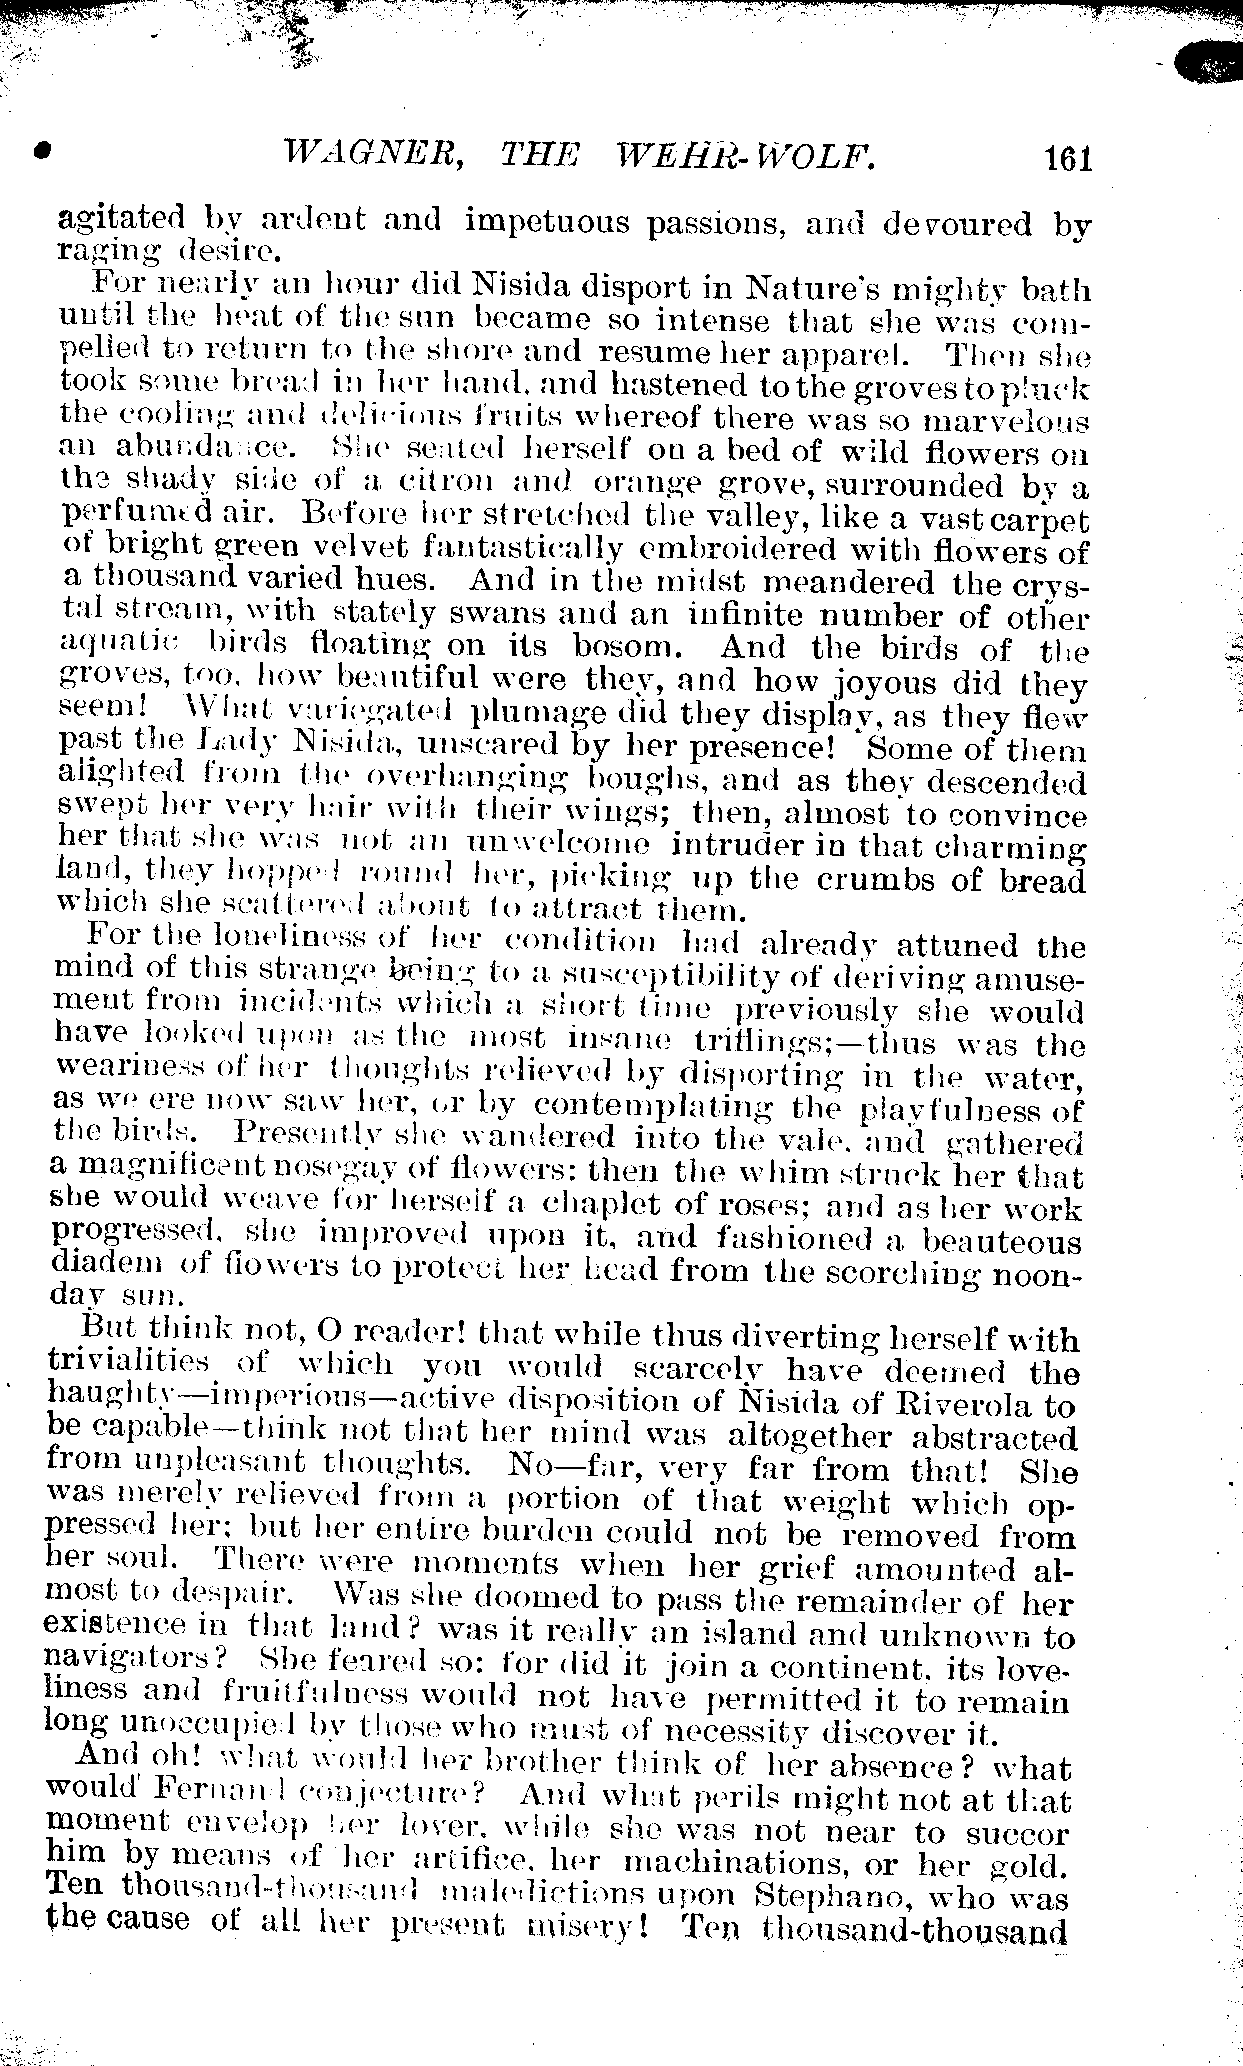 WAGNER, THE WEHR-WOLF. 161
agitated by ardent and impetuous passions, and devoured by
raging desire.
For nearly an hour did Nisida disport in Nature's mighty bath
until the heat of the sun became so intense that she was com-
pelled to return to the shore and resume her apparel. Then she
took some bread in her hand, and hastened to the groves to pluck
the cooling and delicious fruits whereof there was so marvelous
an abundance. She seated herself on a bed of wild flowers on
the shady side of a citron and orange grove, surrounded by a
perfumed air. Before her stretched the valley, like a vast carpet
of bright green velvet fantastically embroidered with flowers of
a thousand varied hues. And in the midst meandered the crys-
tal stream, with stately swans and an infinite number of other
aquatic birds floating on its bosom. And the birds of the
groves, too, how beautiful were they, and how joyous did they
seem! What variegated plumage did they display, as they flew
past the Lady Nisida, unscared by her presence! Some of them
alighted from the overhanging boughs, and as they descended
swept her very hair with their wings; then, almost to convince
her that she was not an unwelcome intruder in that charming
land, they hopped round her, picking up the crumbs of bread
which she scattered about to attract them.
For the loneliness of her condition had already attuned the
mind of this strange being to a susceptibility of deriving amuse-
ment from incidents which a short time previously she would
have looked upon as the most insane triflings;—thus was the
weariness of her thoughts relieved by disporting in the water,
as we ere now saw her, or by contemplating the playfulness of
the birds. Presently she wandered into the vale, and gathered
a magnificent nosegay of flowers: then the whim struck her that
she would weave for herself a chaplet of roses; and as her work
progressed, she improved upon it, and fashioned a beauteous
diadem of flowers to protect her head from the scorching noon-
day sun.
But think not, O reader! that while thus diverting herself with
trivialities of which you would scarcely have deemed the
haughty—imperious—active disposition of Nisida of Riverola to
be capable—think not that her mind was altogether abstracted
from unpleasant thoughts. No—far, very far from that! She
was merely relieved from a portion of that weight which op-
pressed her; but her entire burden could not be removed from
her soul. There were moments when her grief amounted al-
most to despair. Was she doomed to pass the remainder of her
existence in that land? was it really an island and unknown to
navigators? She feared so: for did it join a continent, its love-
liness and fruitfulness would not have permitted it to remain
long unoccupied by those who must of necessity discover it.
And oh! what would her brother think of her absence? what
would Fernand conjecture? And what perils might not at that
moment envelop her lover, while she was not near to succor
him by means of her artifice, her machinations, or her gold.
Ten thousand-thousand maledictions upon Stephano, who was
the cause of all her present misery! Ten thousand-thousand